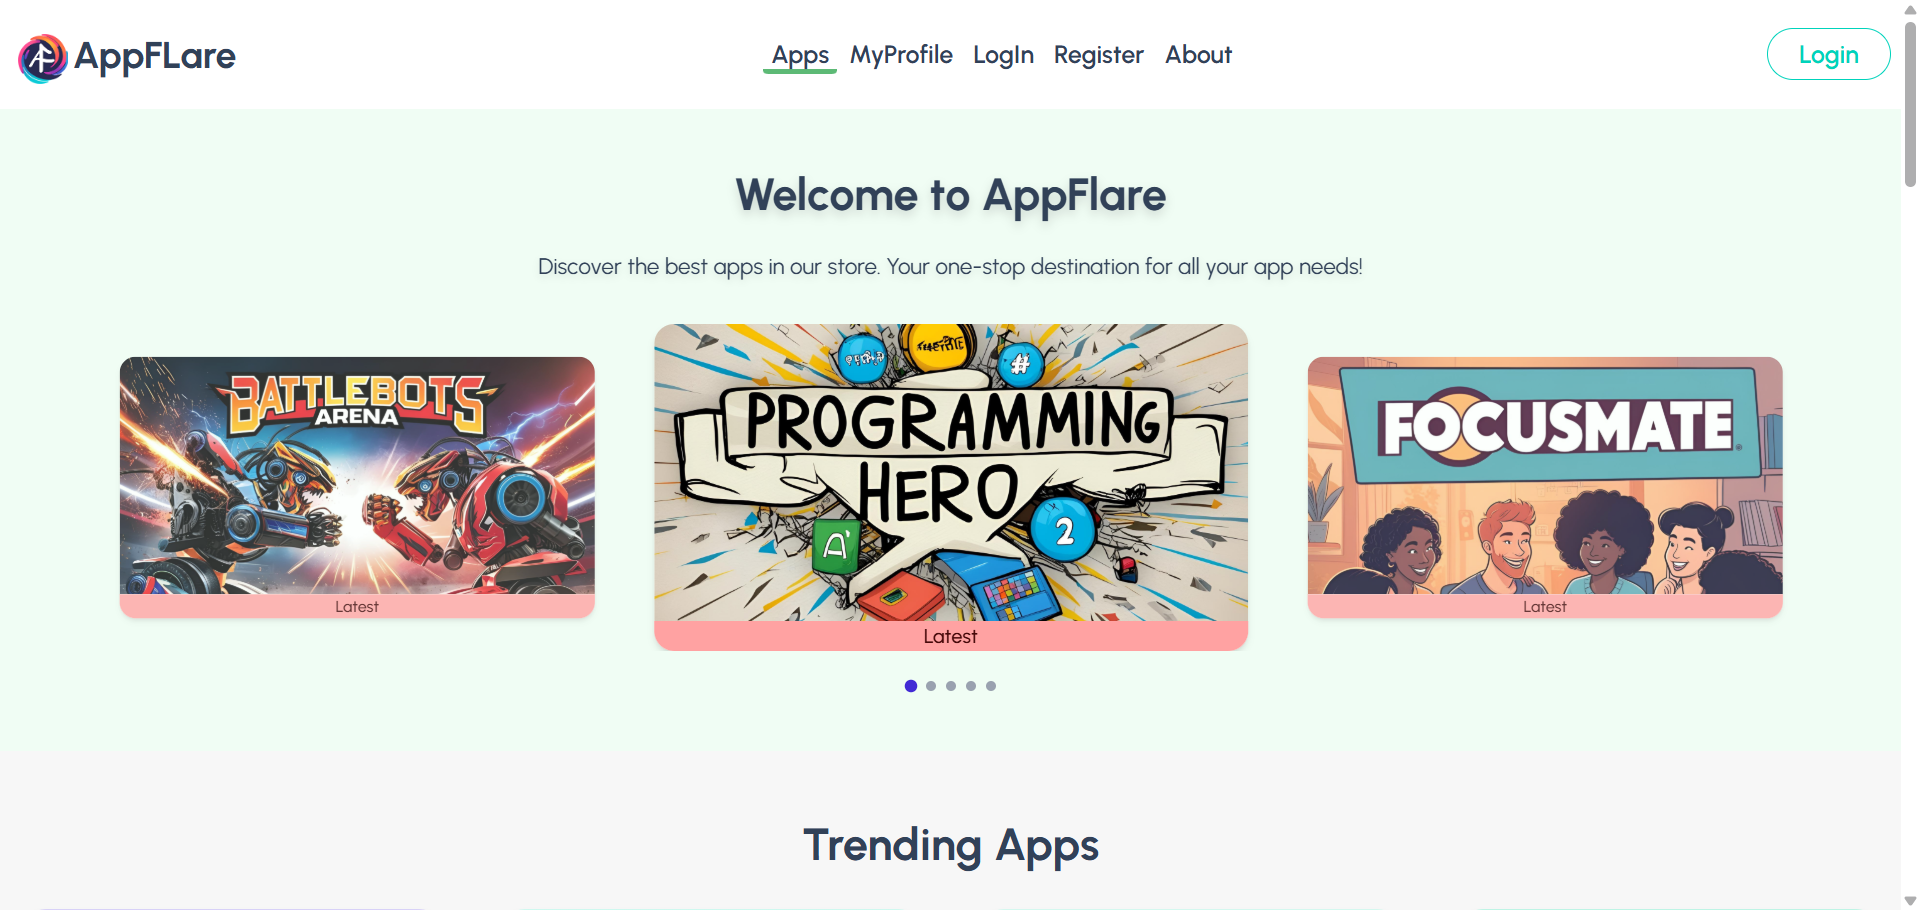 AppFLare
Apps MyProfile LogIn Register About
Login
Welcome to AppFlare
Discover the best apps in our store. Your one-stop destination for all your app needs!
BATTLEBOTS
ARENA
Latest
#
PROGRAMMING
HERO
A
2
Latest
FOCUSMATE
Latest
Trending Apps